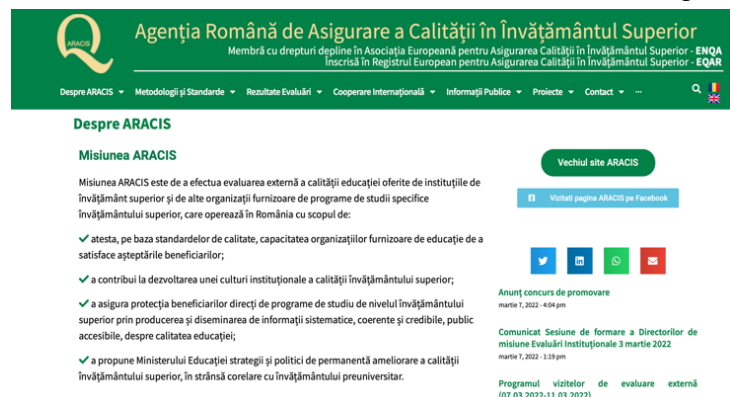 ARACIS
Agenția Română de Asigurare a Calității în Învățământul Superior
Membră cu drepturi depline în Asociația Europeană pentru Asigurarea Calității în Învățământul Superior - ENQA
Înscrisă în Registrul European pentru Asigurarea Calității în Învățământul Superior - EQAR
Despre ARACIS Metodologii și Standarde Rezultate Evaluări Cooperare Internațională Informații Publice Proiecte Contact ...
Despre ARACIS
Misiunea ARACIS
Misiunea ARACIS este de a efectua evaluarea externă a calității educației oferite de instituțiile de
învățământ superior și de alte organizații furnizoare de programe de studii specifice
învățământului superior, care operează în România cu scopul de:
✓ atesta, pe baza standardelor de calitate, capacitatea organizațiilor furnizoare de educație de a
satisface așteptările beneficiarilor;
✓ a contribui la dezvoltarea unei culturi instituționale a calității învățământului superior;
✓ a asigura protecția beneficiarilor direcți de programe de studiu de nivelul învățământului
superior prin producerea și diseminarea de informații sistematice, coerente și credibile, public
accesibile, despre calitatea educației;
✓ a propune Ministerului Educației strategii și politici de permanentă ameliorare a calității
învățământului superior, în strânsă corelare cu învățământului preuniversitar.
Vechiul site ARACIS
Vizitati pagina ARACIS pe Facebook
Anunț concurs de promovare
martie 7, 2022 - 4:04 pm
Comunicat Sesiune de formare a Directorilor de
misiune Evaluări Instituționale 3 martie 2022
martie 7, 2022 - 1:19 pm
Programul vizitelor de evaluare externă
(07.03.2022-11.03.2022)